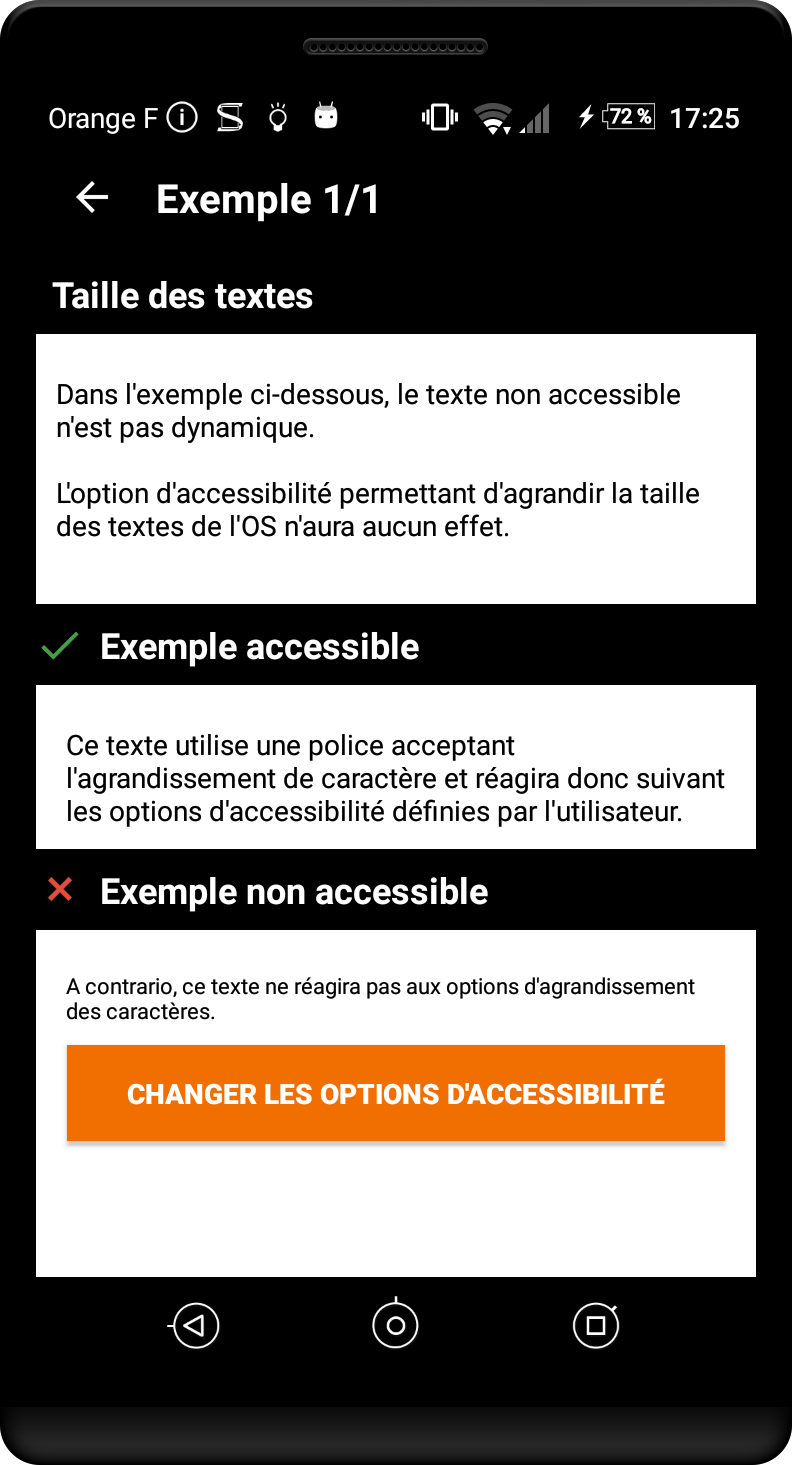 Orange F 72 % 17:25
Exemple 1/1
Taille des textes
Dans l'exemple ci-dessous, le texte non accessible
n'est pas dynamique.
L'option d'accessibilité permettant d'agrandir la taille
des textes de l'OS n'aura aucun effet.
Exemple accessible
Ce texte utilise une police acceptant
l'agrandissement de caractère et réagira donc suivant
les options d'accessibilité définies par l'utilisateur.
Exemple non accessible
A contrario, ce texte ne réagira pas aux options d'agrandissement
des caractères.
CHANGER LES OPTIONS D'ACCESSIBILITÉ